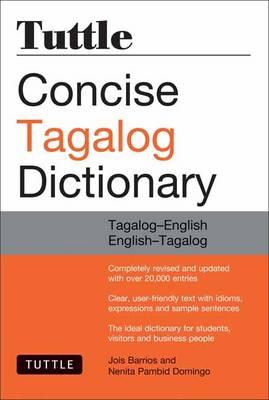 Tuttle
Concise
Tagalog
Dictionary
Tagalog–English
English–Tagalog
Completely revised and updated
with over 20,000 entries
Clear, user-friendly text with idioms,
expressions and sample sentences
The ideal dictionary for students,
visitors and business people
TUTTLE
Jois Barrios and
Nenita Pambid Domingo